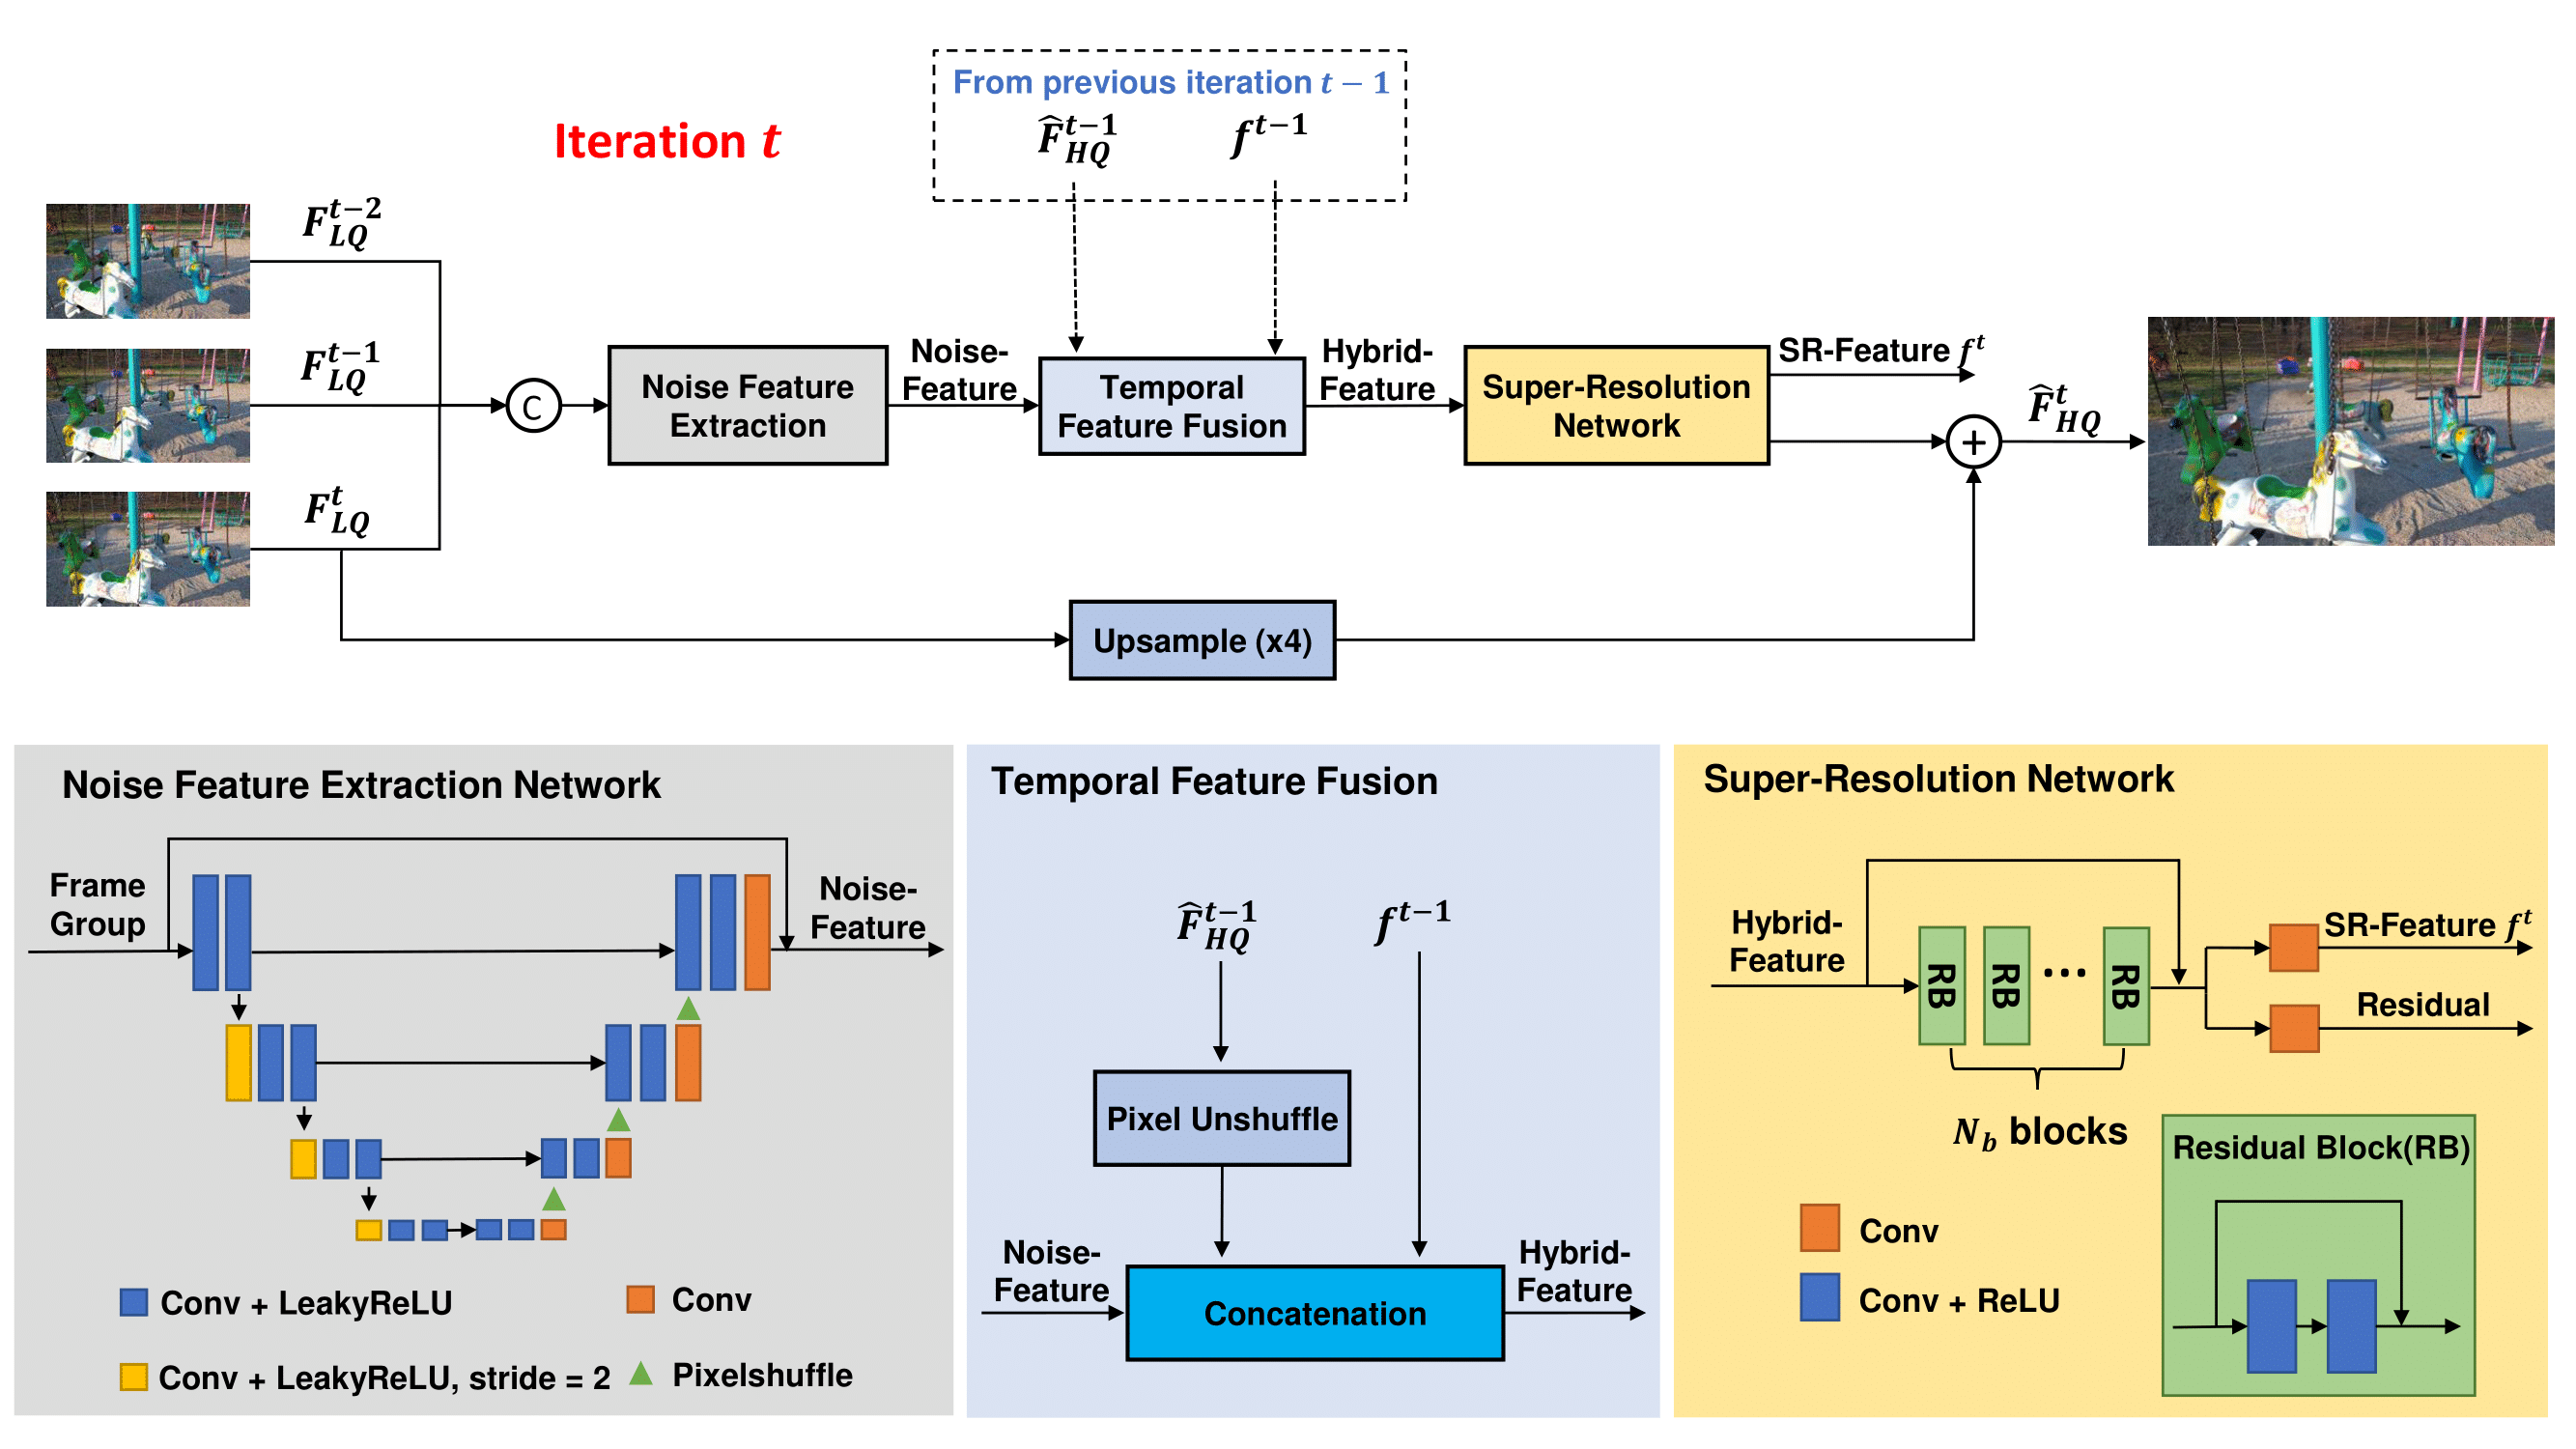 From previous iteration t − 1
F̂_{HQ}^{t−1}
f^{t−1}
Iteration t
F_{LQ}^{t−2}
F_{LQ}^{t−1}
F_{LQ}^{t}
C
Noise Feature
Extraction
Noise-
Feature
Temporal
Feature Fusion
Hybrid-
Feature
Super-Resolution
Network
SR-Feature f^{t}
+
F̂_{HQ}^{t}
Upsample (x4)
Noise Feature Extraction Network
Frame
Group
Noise-
Feature
Conv + LeakyReLU
Conv
Conv + LeakyReLU, stride = 2
Pixelshuffle
Temporal Feature Fusion
F̂_{HQ}^{t−1}
f^{t−1}
Pixel Unshuffle
Noise-
Feature
Concatenation
Hybrid-
Feature
Super-Resolution Network
Hybrid-
Feature
RB
RB
...
RB
SR-Feature f^{t}
Residual
N_b blocks
Conv
Conv + ReLU
Residual Block(RB)